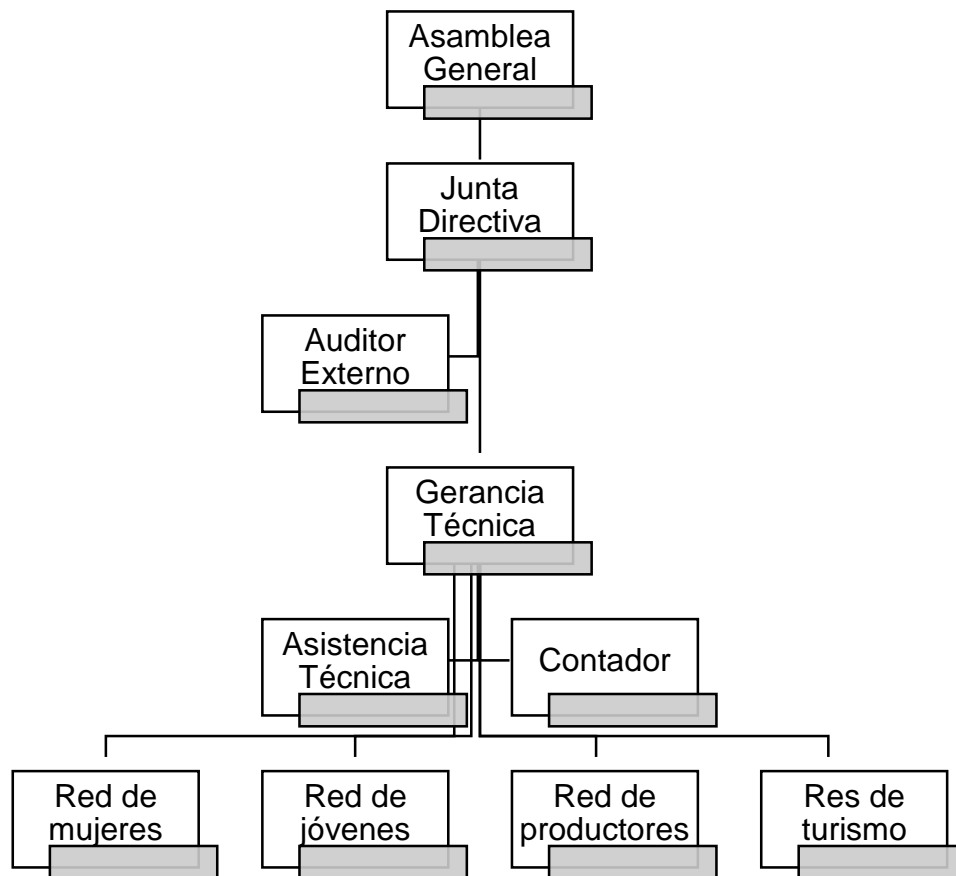 Asamblea
General
Junta
Directiva
Auditor
Externo
Gerancia
Técnica
Asistencia
Técnica
Contador
Red de
mujeres
Red de
jóvenes
Red de
productores
Res de
turismo